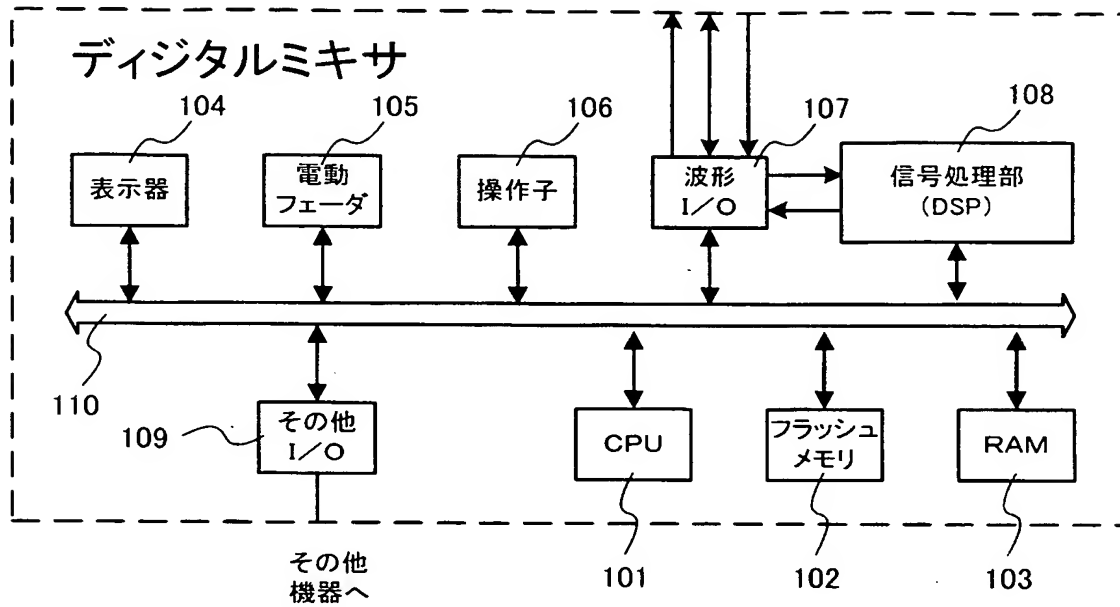 ディジタルミキサ
104
105
106
107
108
表示器
電動
フェーダ
操作子
波形
I/O
信号処理部
(DSP)
110
109
その他
I/O
CPU
フラッシュ
メモリ
RAM
その他
機器へ
101
102
103